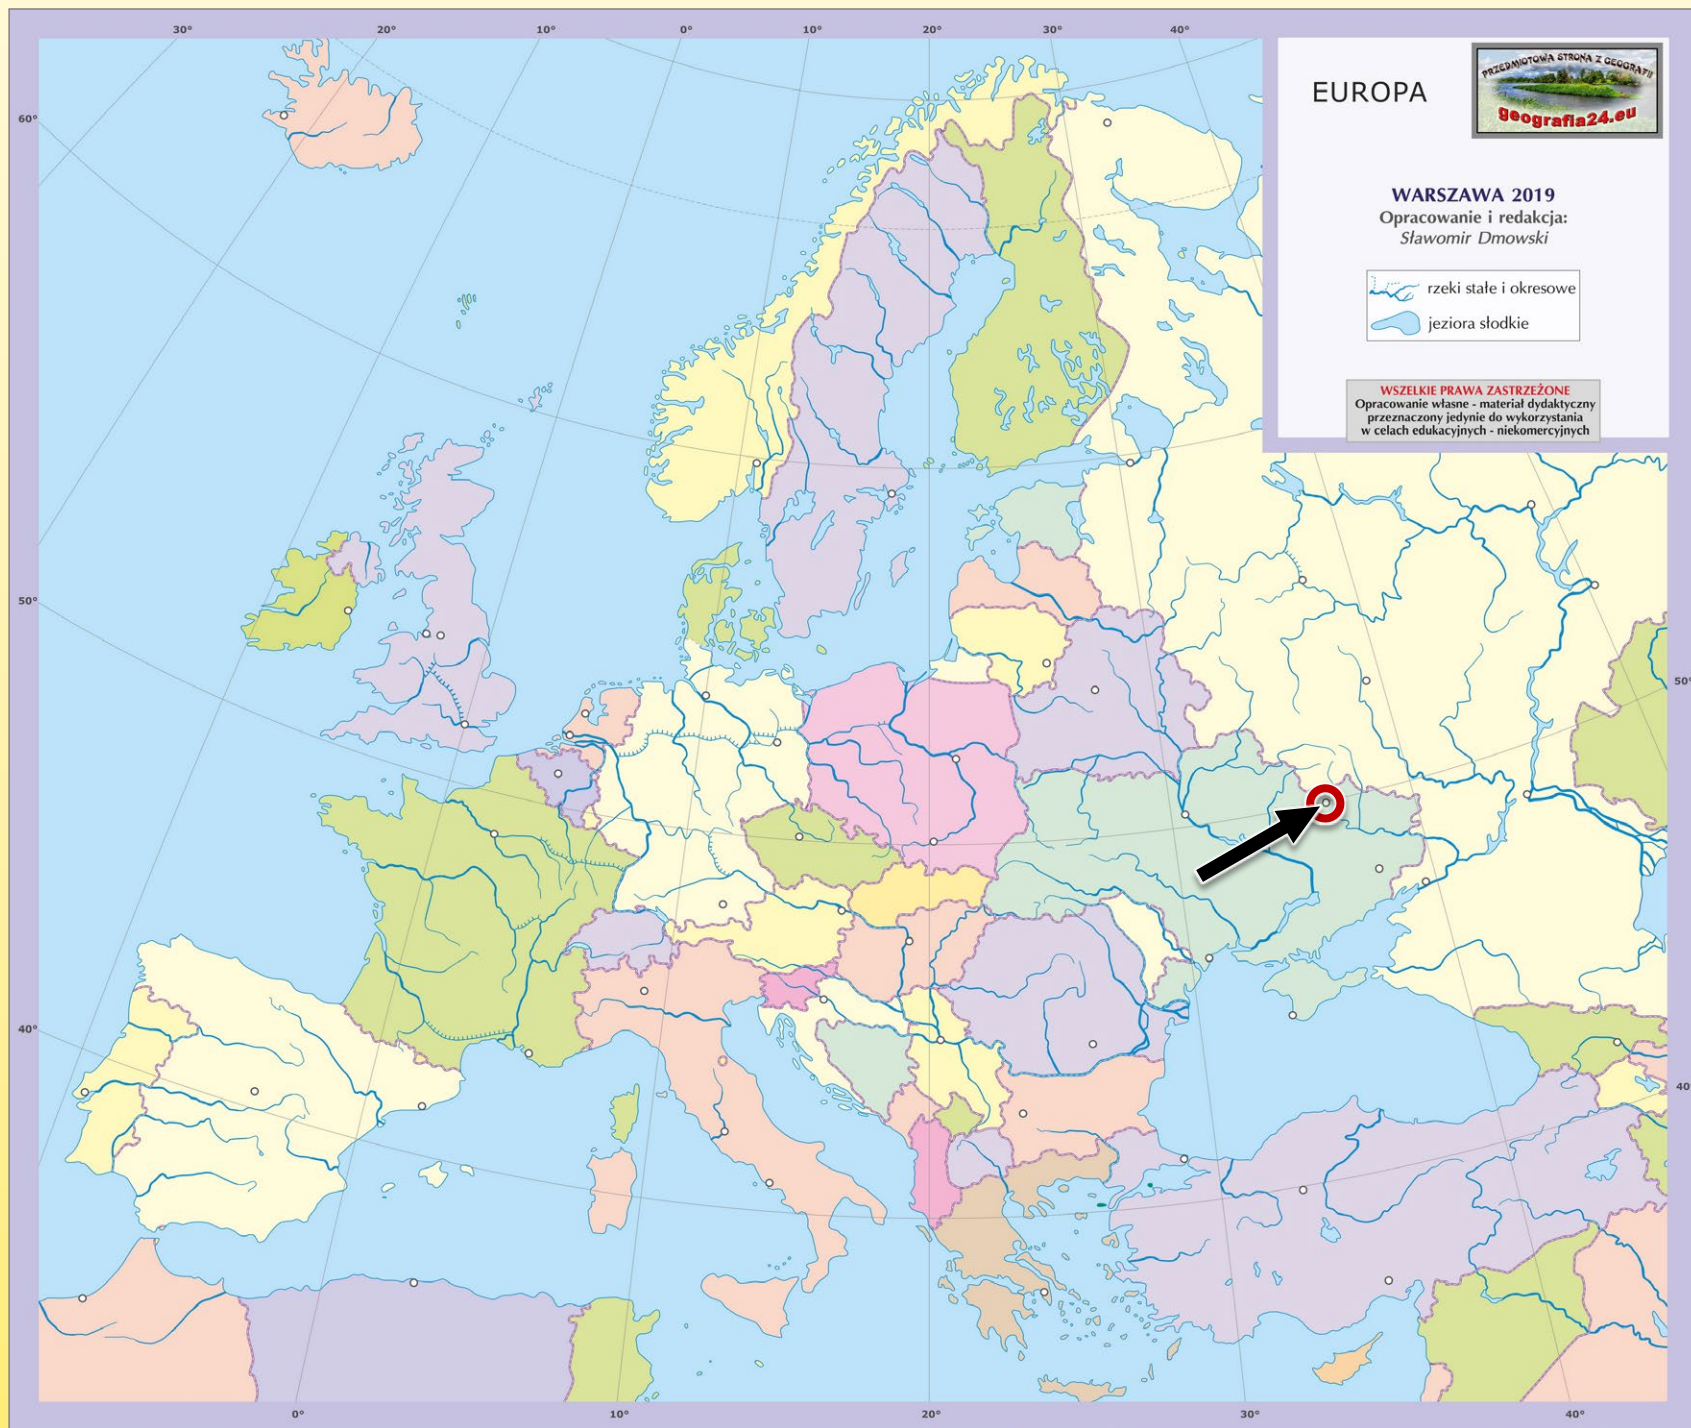 30° 20° 10° 0° 10° 20° 30° 40°
EUROPA
PRZEDMIOTOWA STRONA Z GEOGRAFII
geografia24.eu
60°
WARSZAWA 2019
Opracowanie i redakcja:
Sławomir Dmowski
rzeki stałe i okresowe
jeziora słodkie
WSZELKIE PRAWA ZASTRZEŻONE
Opracowanie własne - materiał dydaktyczny
przeznaczony jedynie do wykorzystania
w celach edukacyjnych - niekomercyjnych
50°
50°
40°
40°
0° 10° 20° 30° 40°